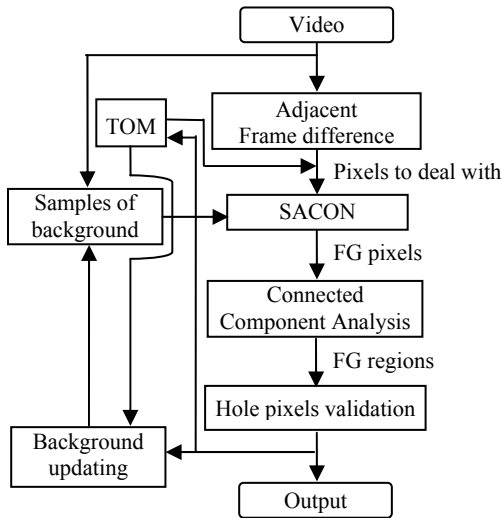 Video
Adjacent
Frame difference
TOM
Pixels to deal with
Samples of
background
SACON
FG pixels
Connected
Component Analysis
FG regions
Hole pixels validation
Background
updating
Output